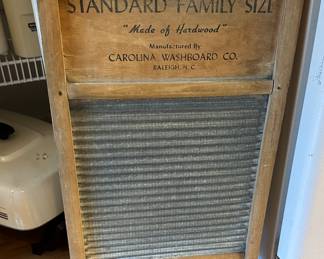 STANDARD FAMILY SIZE
"Made of Hardwood"
Manufactured By
CAROLINA WASHBOARD CO.
RALEIGH, N. C.